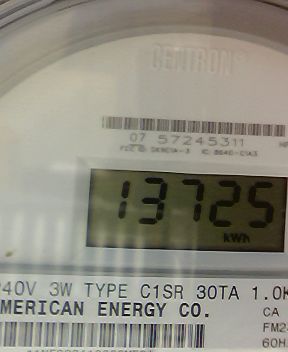 CENTRON®
07 57245311
13725
kWh
240V 3W TYPE C1SR 30TA 1.0K
AMERICAN ENERGY CO.
CA
FM2
60H